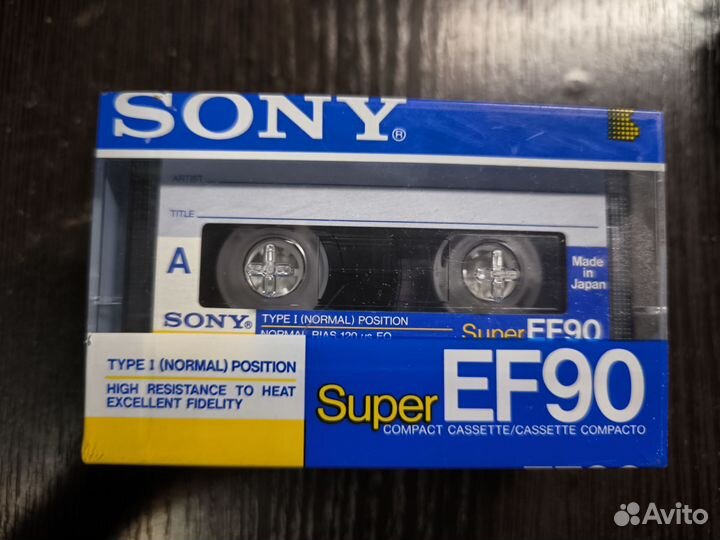 SONY®
ARTIST
TITLE
A
Made
in
Japan
SONY®
TYPE I (NORMAL) POSITION
NORMAL BIAS 120 µs EQ
Super EF90
TYPE I (NORMAL) POSITION
HIGH RESISTANCE TO HEAT
EXCELLENT FIDELITY
Super EF90
COMPACT CASSETTE/CASSETTE COMPACTO
Avito